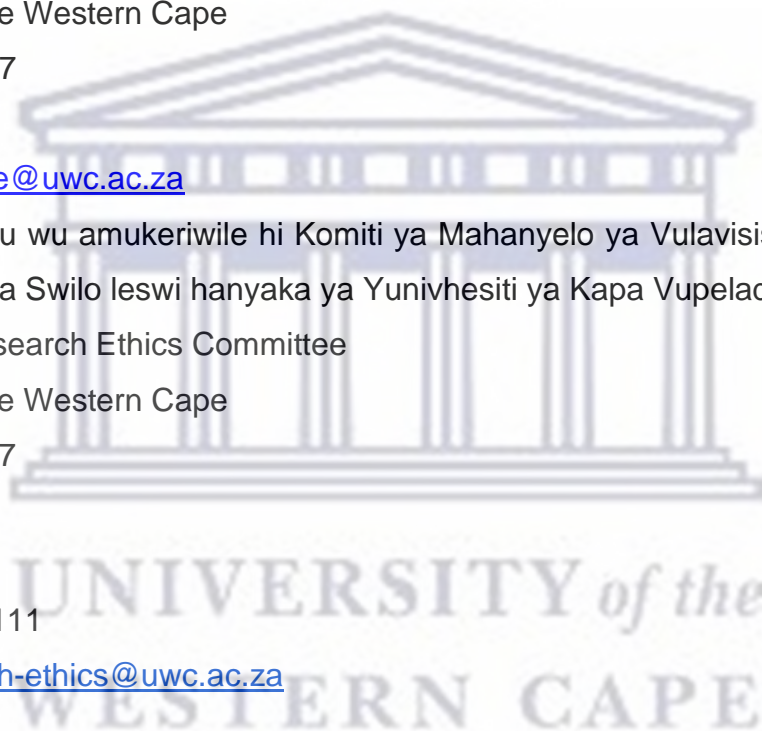 e Western Cape
7
e@uwc.ac.za
u wu amukeriwile hi Komiti ya Mahanyelo ya Vulavisis
a Swilo leswi hanyaka ya Yunivhesiti ya Kapa Vupelad
search Ethics Committee
e Western Cape
7
UNIVERSITY of the
111
h-ethics@uwc.ac.za
WESTERN CAPE